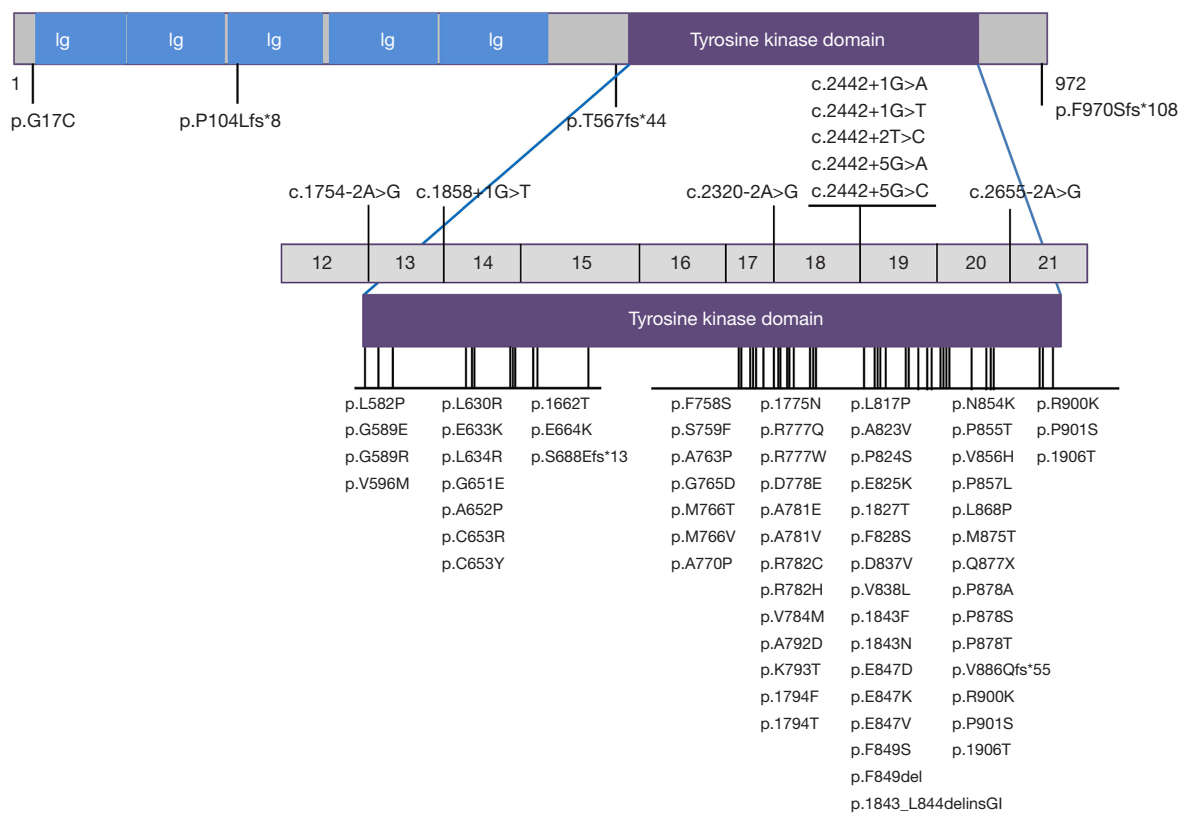 Ig Ig Ig Ig Ig Tyrosine kinase domain
1 972
p.G17C p.P104Lfs*8 p.T567fs*44 p.F970Sfs*108
c.2442+1G>A
c.2442+1G>T
c.2442+2T>C
c.2442+5G>A
c.2442+5G>C
c.1754-2A>G c.1858+1G>T c.2320-2A>G c.2655-2A>G
12 13 14 15 16 17 18 19 20 21
Tyrosine kinase domain
p.L582P
p.G589E
p.G589R
p.V596M
p.L630R
p.E633K
p.L634R
p.G651E
p.A652P
p.C653R
p.C653Y
p.1662T
p.E664K
p.S688Efs*13
p.F758S
p.S759F
p.A763P
p.G765D
p.M766T
p.M766V
p.A770P
p.1775N
p.R777Q
p.R777W
p.D778E
p.A781E
p.A781V
p.R782C
p.R782H
p.V784M
p.A792D
p.K793T
p.1794F
p.1794T
p.L817P
p.A823V
p.P824S
p.E825K
p.1827T
p.F828S
p.D837V
p.V838L
p.1843F
p.1843N
p.E847D
p.E847K
p.E847V
p.F849S
p.F849del
p.1843_L844delinsGI
p.N854K
p.P855T
p.V856H
p.P857L
p.L868P
p.M875T
p.Q877X
p.P878A
p.P878S
p.P878T
p.V886Qfs*55
p.R900K
p.P901S
p.1906T
p.R900K
p.P901S
p.1906T